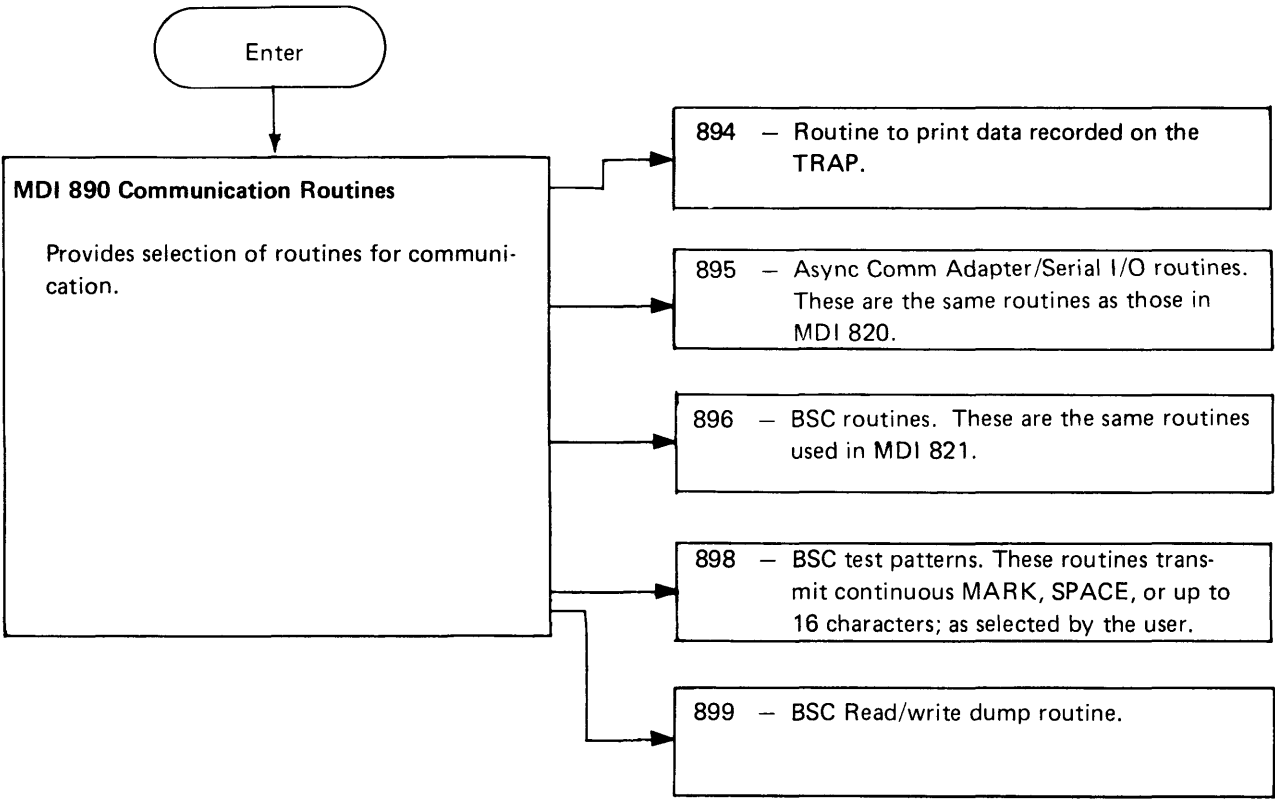 Enter
MDI 890 Communication Routines
Provides selection of routines for communi-
cation.
894 — Routine to print data recorded on the
TRAP.
895 — Async Comm Adapter/Serial I/O routines.
These are the same routines as those in
MDI 820.
896 — BSC routines. These are the same routines
used in MDI 821.
898 — BSC test patterns. These routines trans-
mit continuous MARK, SPACE, or up to
16 characters; as selected by the user.
899 — BSC Read/write dump routine.